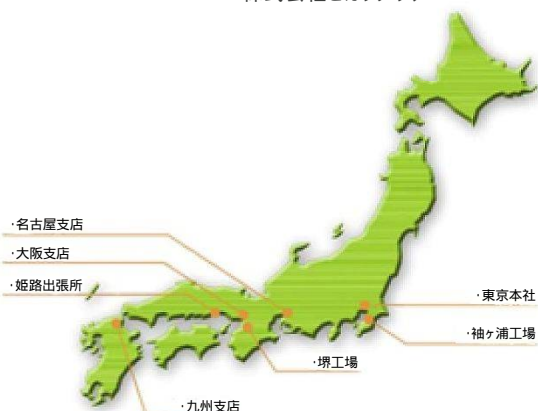 ・名古屋支店
・大阪支店
・姫路出張所
・東京本社
・袖ヶ浦工場
・堺工場
・九州支店